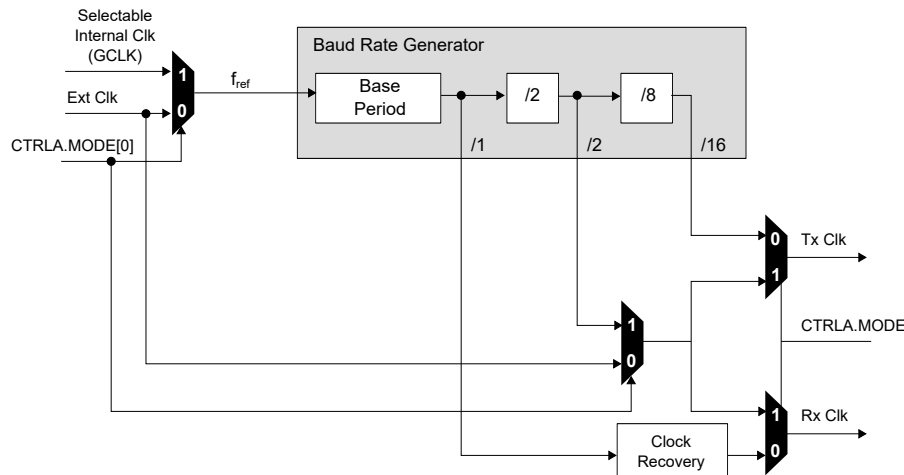 Selectable
Internal Clk
(GCLK)
Baud Rate Generator
1
f_ref
Base
Period
/2
/8
Ext Clk
0
CTRLA.MODE[0]
/1
/2
/16
0
Tx Clk
1
1
CTRLA.MODE
0
1
Rx Clk
Clock
Recovery
0